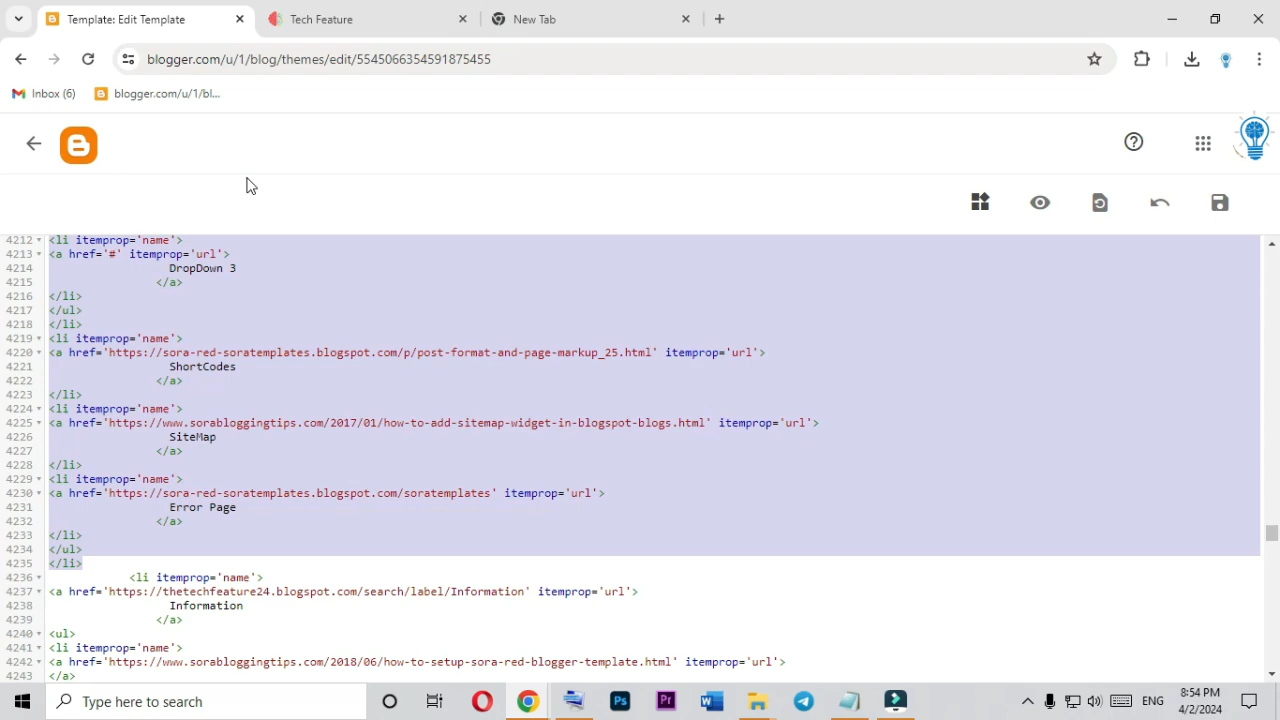 Template: Edit Template
Tech Feature
New Tab
blogger.com/u/1/blog/themes/edit/5545066354591875455
Inbox (6)
blogger.com/u/1/bl...
4212 <li itemprop='name'>
4213 <a href='#' itemprop='url'>
4214 DropDown 3
4215 </a>
4216 </li>
4217 </ul>
4218 </li>
4219 <li itemprop='name'>
4220 <a href='https://sora-red-soratemplates.blogspot.com/p/post-format-and-page-markup_25.html' itemprop='url'>
4221 ShortCodes
4222 </a>
4223 </li>
4224 <li itemprop='name'>
4225 <a href='https://www.sorabloggingtips.com/2017/01/how-to-add-sitemap-widget-in-blogspot-blogs.html' itemprop='url'>
4226 SiteMap
4227 </a>
4228 </li>
4229 <li itemprop='name'>
4230 <a href='https://sora-red-soratemplates.blogspot.com/soratemplates' itemprop='url'>
4231 Error Page
4232 </a>
4233 </li>
4234 </ul>
4235 </li>
4236 <li itemprop='name'>
4237 <a href='https://thetechfeature24.blogspot.com/search/label/Information' itemprop='url'>
4238 Information
4239 </a>
4240 <ul>
4241 <li itemprop='name'>
4242 <a href='https://www.sorabloggingtips.com/2018/06/how-to-setup-sora-red-blogger-template.html' itemprop='url'>
4243 </a>
Type here to search
Ps
Pr
W
ENG
8:54 PM
4/2/2024